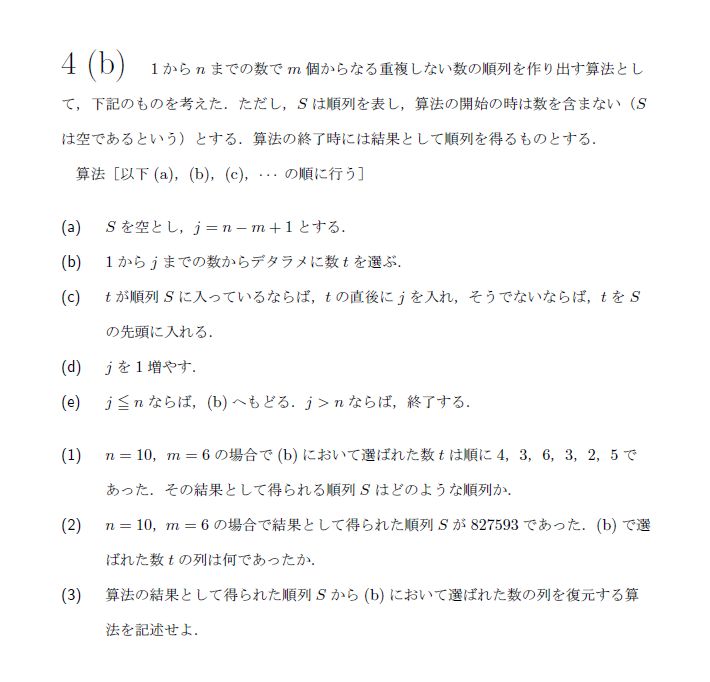 4 (b) 1 から n までの数で m 個からなる重複しない数の順列を作り出す算法とし
て，下記のものを考えた．ただし，S は順列を表し，算法の開始の時は数を含まない（S
は空であるという）とする．算法の終了時には結果として順列を得るものとする．
算法［以下 (a)，(b)，(c)，⋯ の順に行う］
(a) S を空とし，j = n − m + 1 とする．
(b) 1 から j までの数からデタラメに数 t を選ぶ．
(c) t が順列 S に入っているならば，t の直後に j を入れ，そうでないならば，t を S
の先頭に入れる．
(d) j を 1 増やす．
(e) j ≦ n ならば，(b) へもどる．j > n ならば，終了する．
(1) n = 10，m = 6 の場合で (b) において選ばれた数 t は順に 4，3，6，3，2，5 で
あった．その結果として得られる順列 S はどのような順列か．
(2) n = 10，m = 6 の場合で結果として得られた順列 S が 827593 であった．(b) で選
ばれた数 t の列は何であったか．
(3) 算法の結果として得られた順列 S から (b) において選ばれた数の列を復元する算
法を記述せよ．